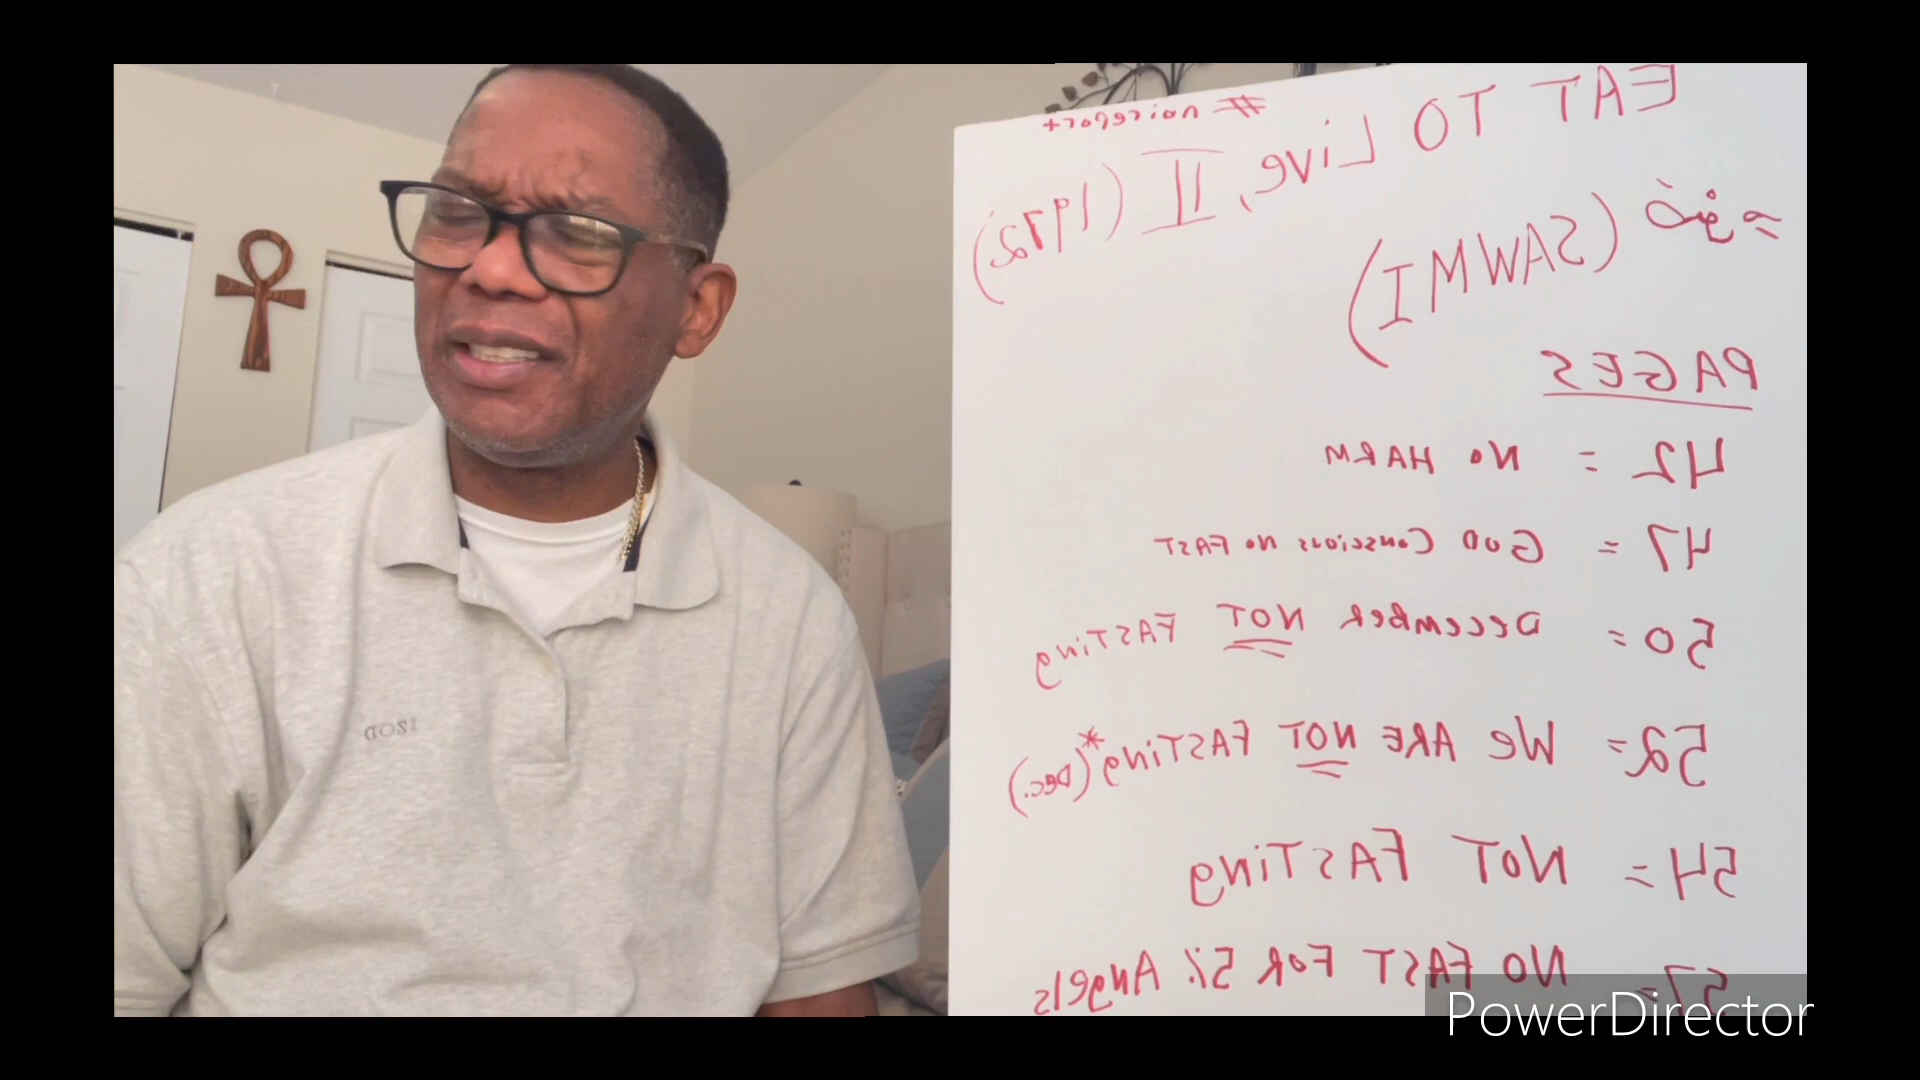 #noireport
EAT TO Live, II (1972)
صوم (SAWMI)
PAGES
42 = No HARM
47 = GOD Conscious No FAST
50 = DECEMBER NOT FASTing
52= We ARE NOT FASTing* (DEC.)
54= NOT FASTing
57= NO FAST FOR 5% Angels
IZOD
PowerDirector